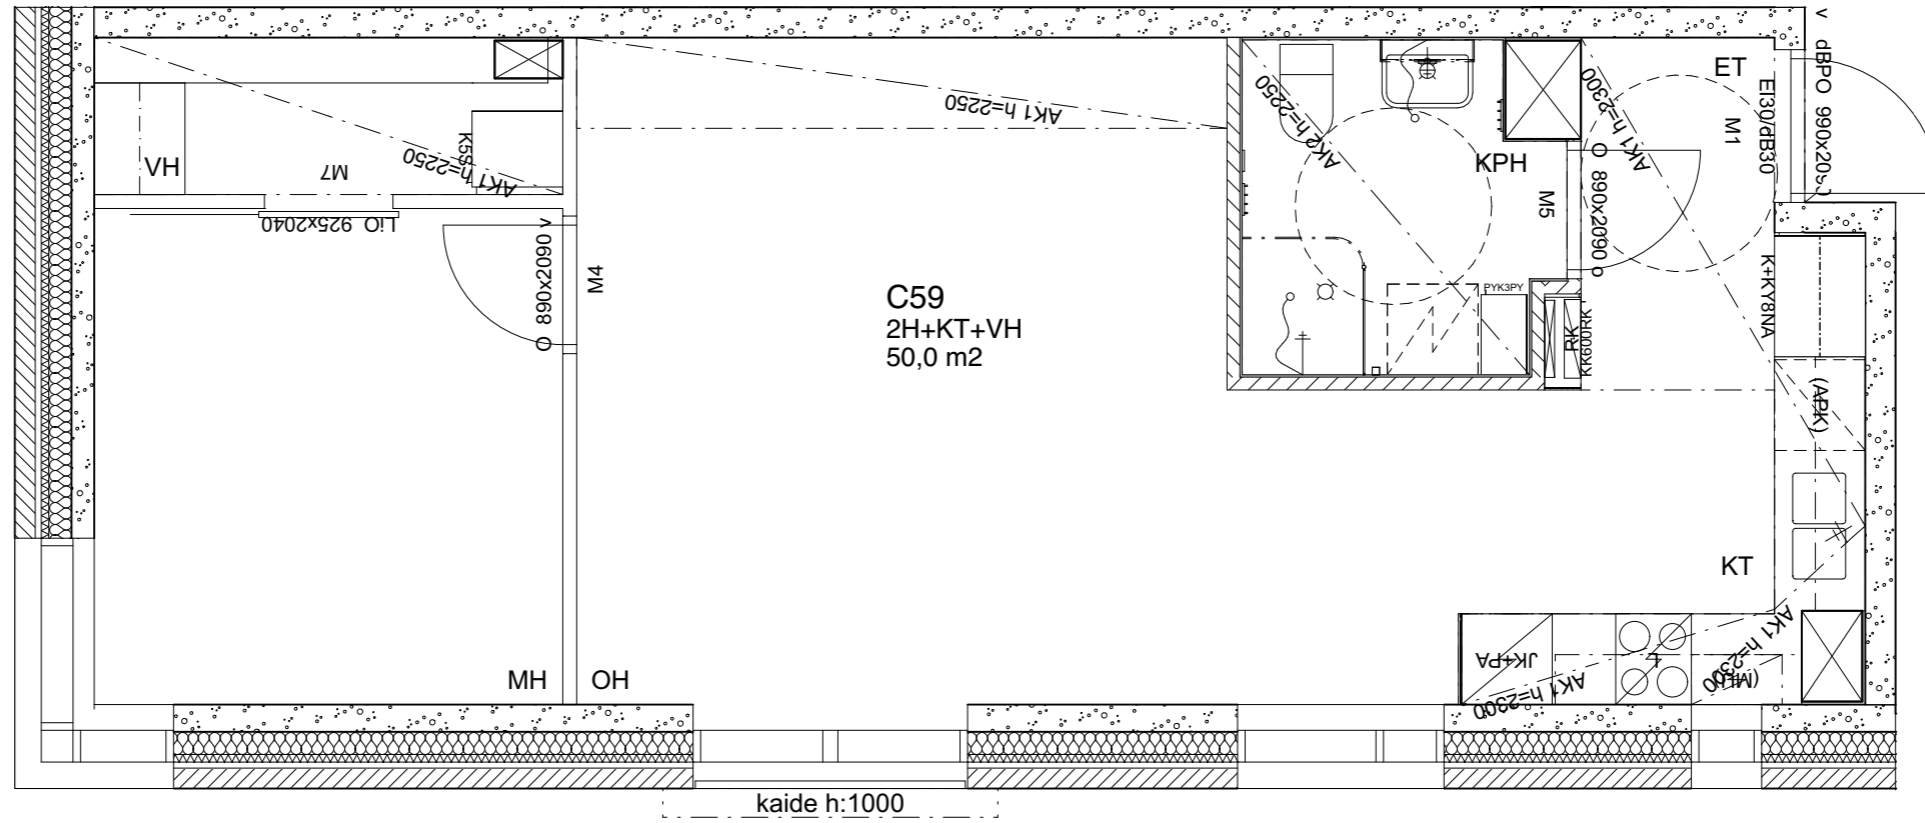 VH
M7
K5S
AK1 h=2250
LiO 925x2040
O 890x2090 v
M4
MH
OH
AK1 h=2250
C59
2H+KT+VH
50,0 m2
AK2 h=2250
KPH
PYK3PY
M5
O 890x2090 o
AK1 h=2300
ET
M1
EI30/dB30
v
dBPO 990x20
K+KY8NA
RK
KK600RK
(APK)
KT
JK+PA
L
AK1 h=2300
AK1 h=2300
kaide h:1000